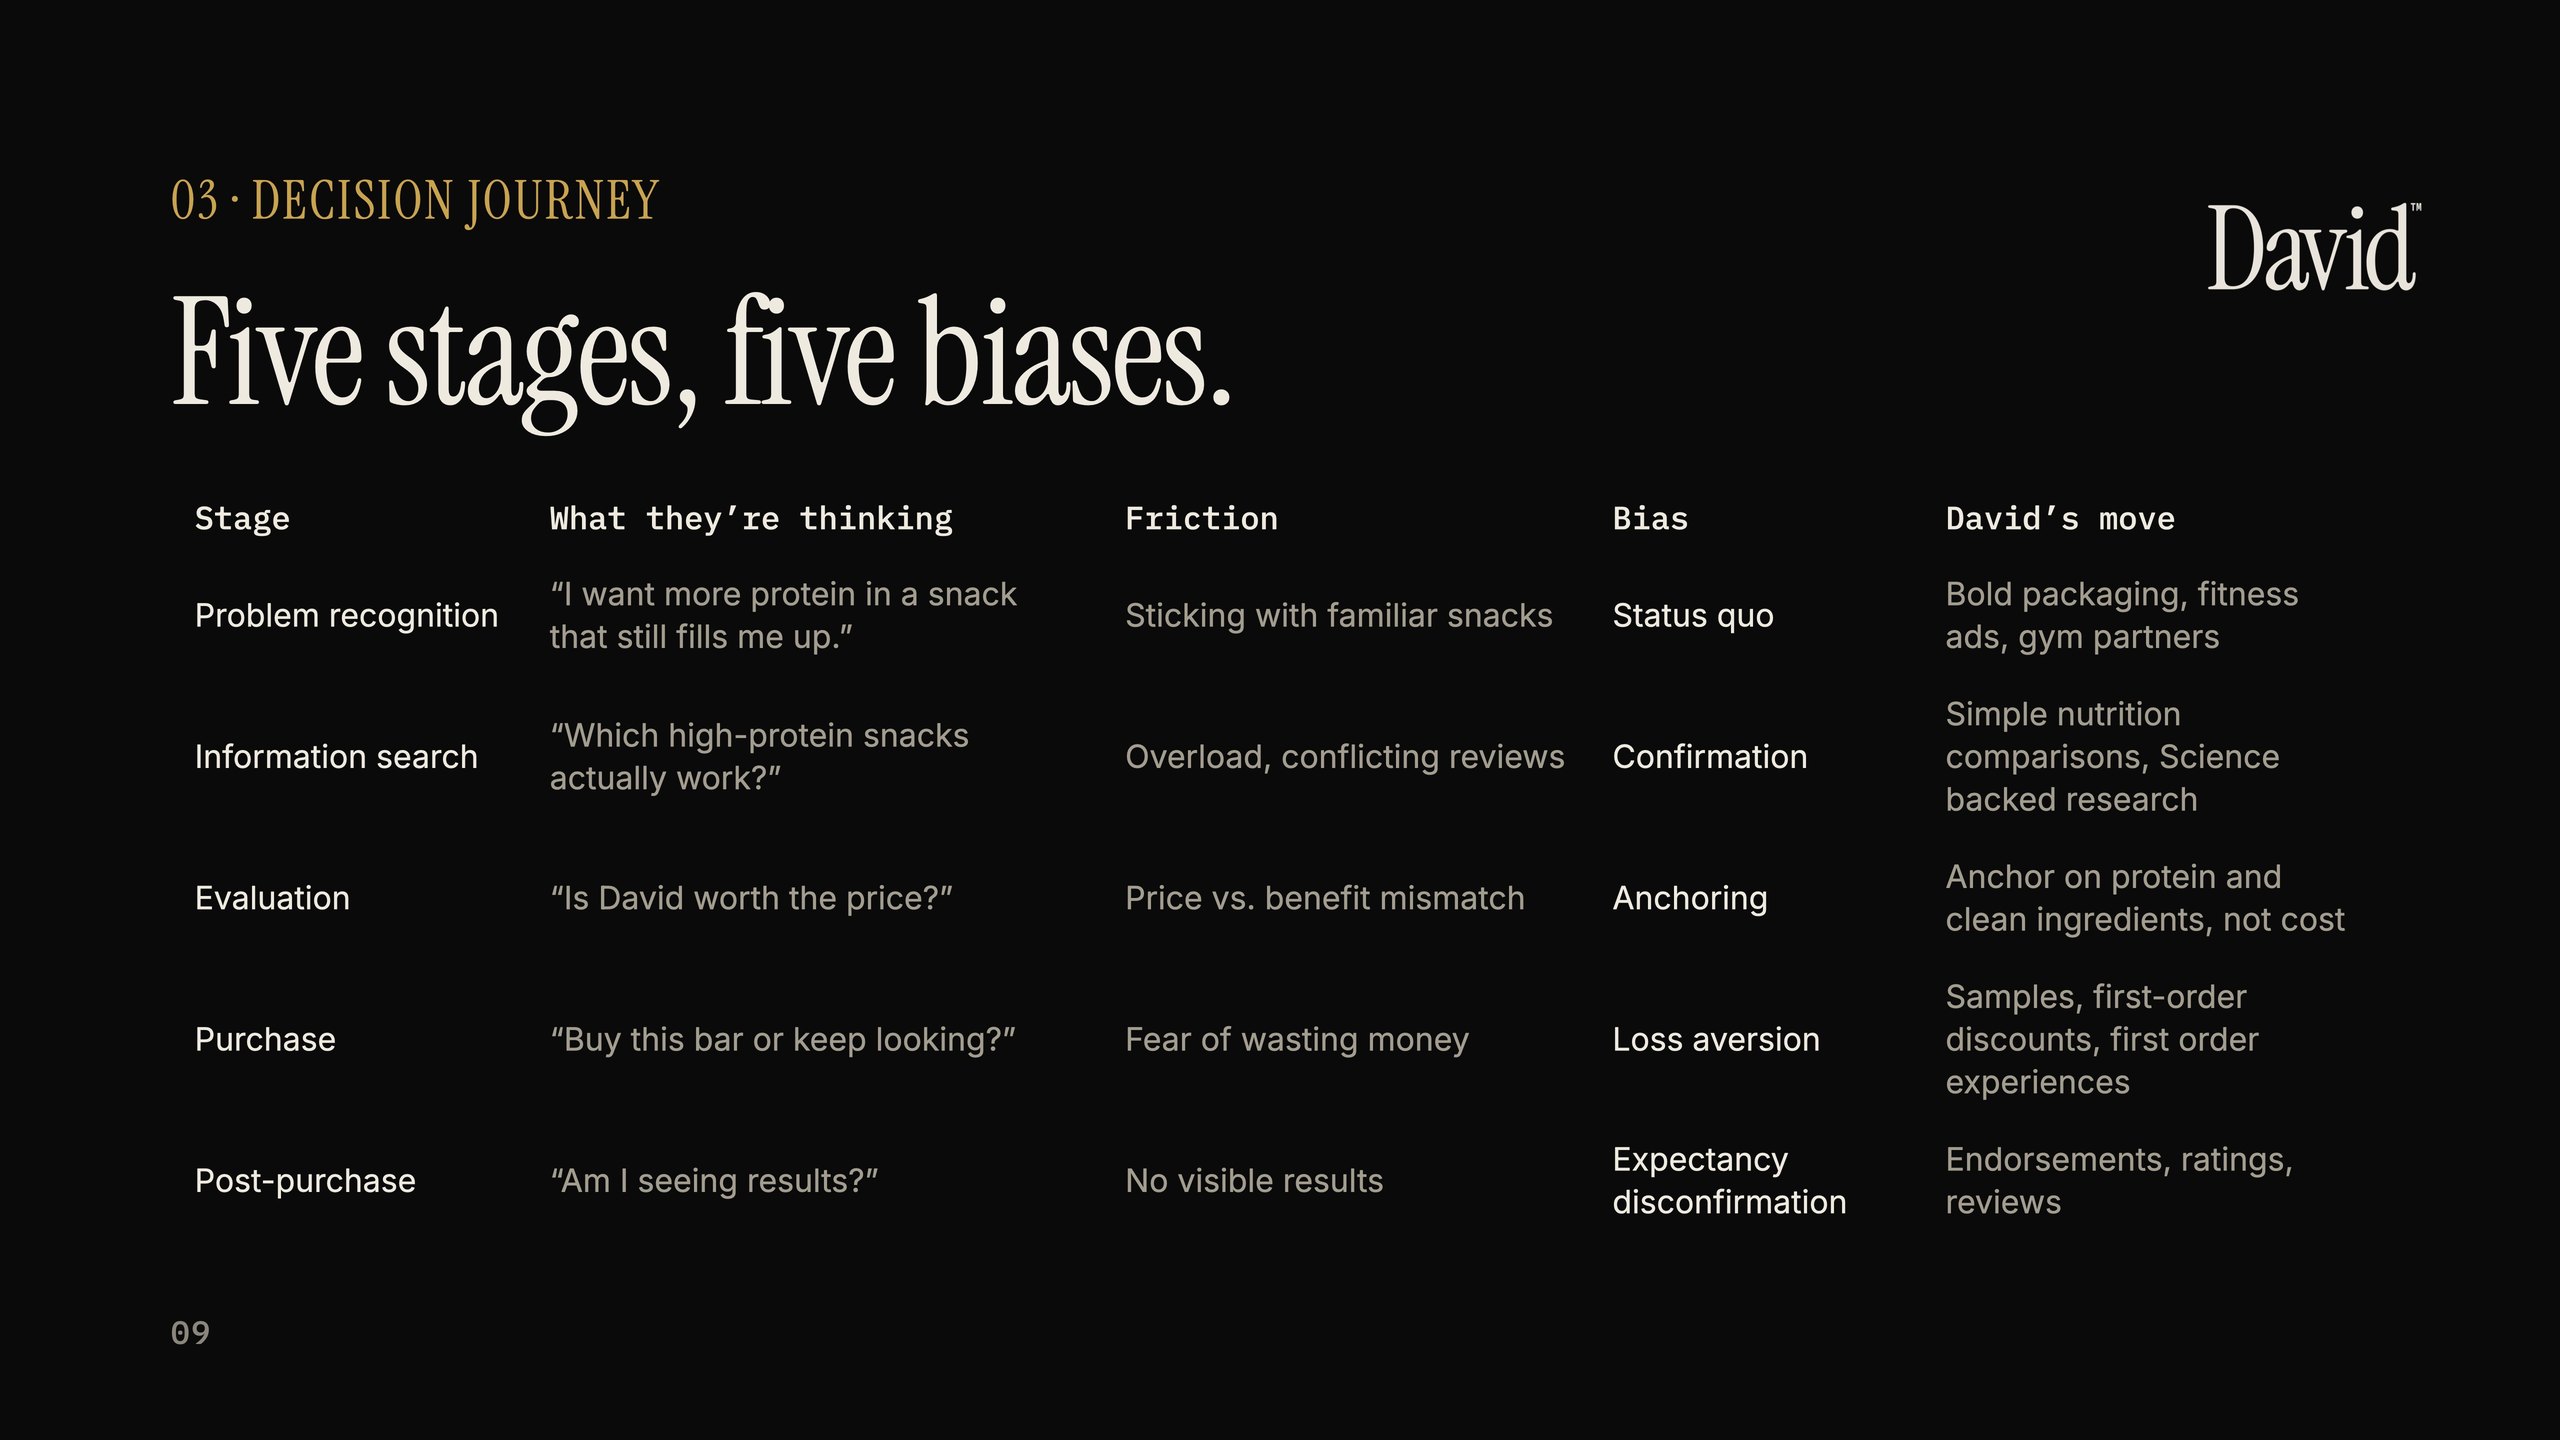 03 · DECISION JOURNEY
David™
Five stages, five biases.
Stage
What they’re thinking
Friction
Bias
David’s move
Problem recognition
“I want more protein in a snack
that still fills me up.”
Sticking with familiar snacks
Status quo
Bold packaging, fitness
ads, gym partners
Information search
“Which high-protein snacks
actually work?”
Overload, conflicting reviews
Confirmation
Simple nutrition
comparisons, Science
backed research
Evaluation
“Is David worth the price?”
Price vs. benefit mismatch
Anchoring
Anchor on protein and
clean ingredients, not cost
Purchase
“Buy this bar or keep looking?”
Fear of wasting money
Loss aversion
Samples, first-order
discounts, first order
experiences
Post-purchase
“Am I seeing results?”
No visible results
Expectancy
disconfirmation
Endorsements, ratings,
reviews
09